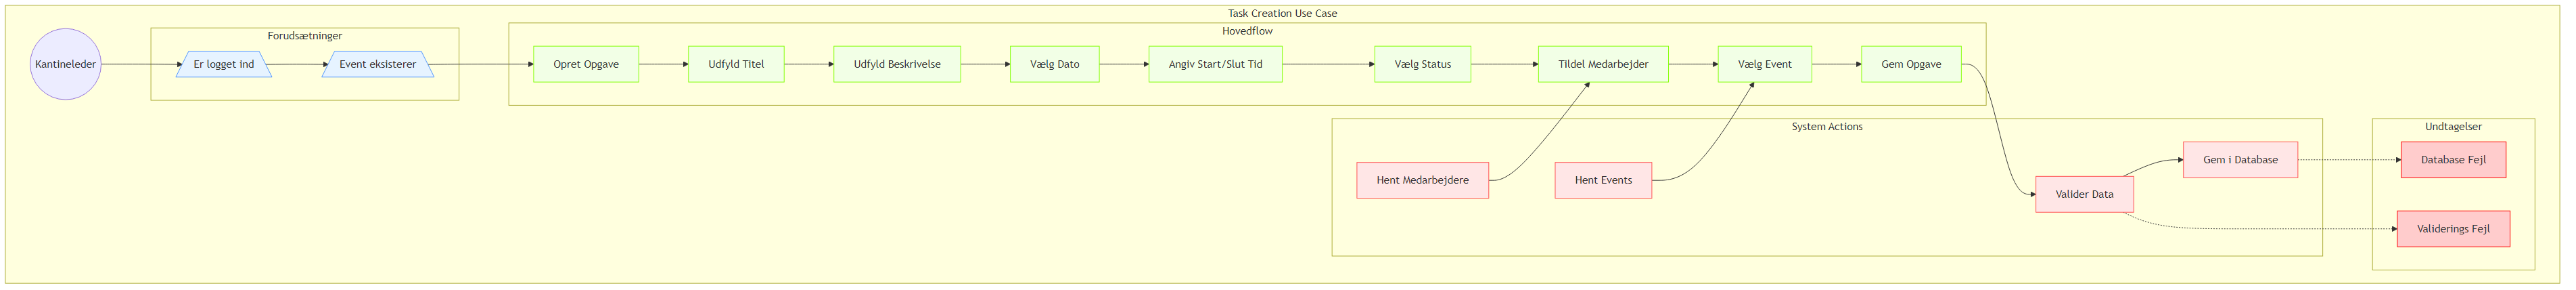 Task Creation Use Case
Kantineleder
Forudsætninger
Er logget ind
Event eksisterer
Hovedflow
Opret Opgave
Udfyld Titel
Udfyld Beskrivelse
Vælg Dato
Angiv Start/Slut Tid
Vælg Status
Tildel Medarbejder
Vælg Event
Gem Opgave
System Actions
Hent Medarbejdere
Hent Events
Valider Data
Gem i Database
Undtagelser
Database Fejl
Validerings Fejl